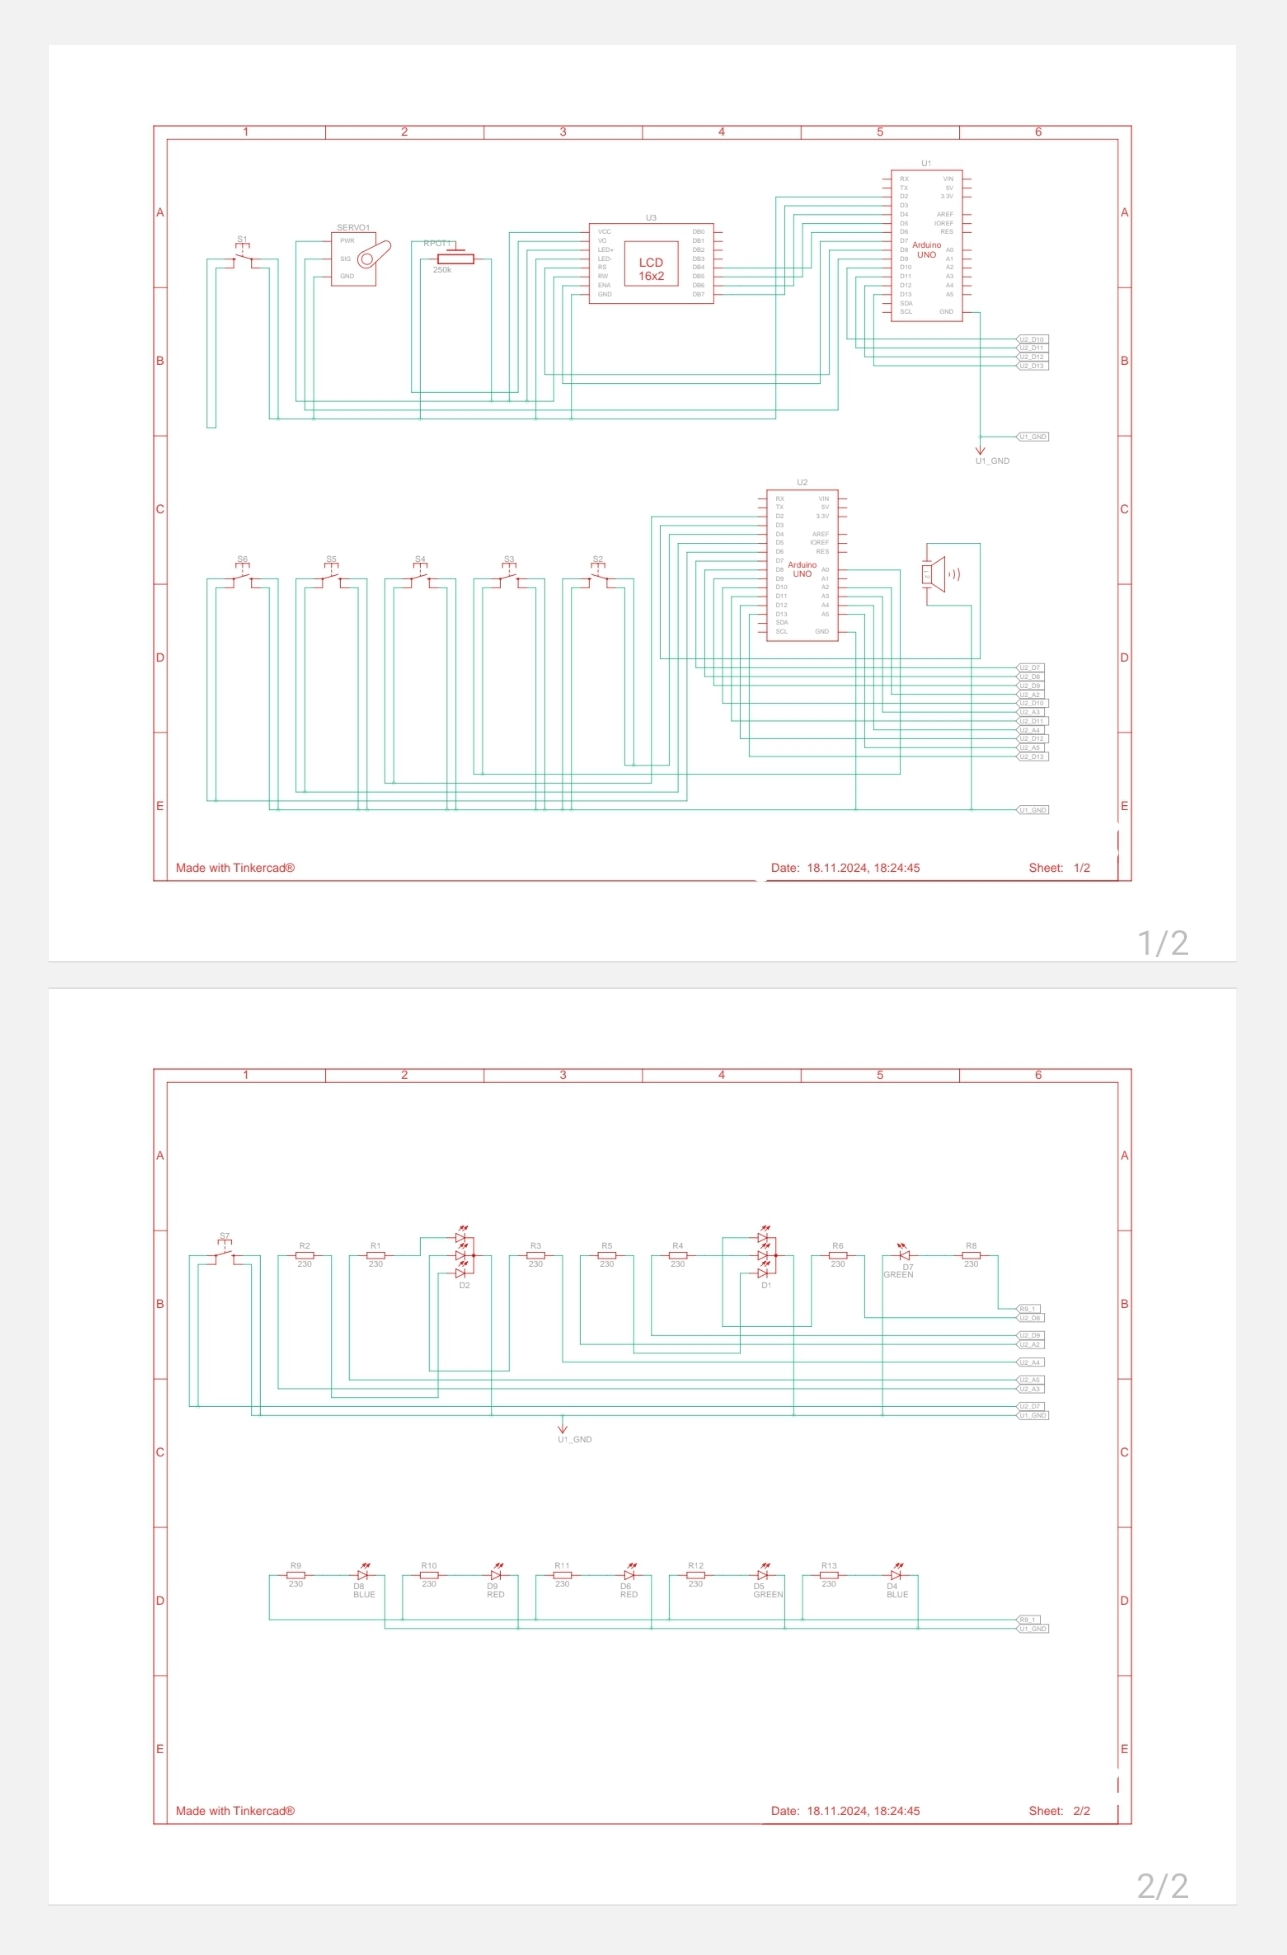 1 2 3 4 5 6
U1
RX VIN
TX 5V
D2 3.3V
D3
D4 AREF
D5 IOREF
D6 RES
D7
D8 A0
D9 A1
D10 A2
D11 A3
D12 A4
D13 A5
SDA
SCL GND
Arduino
UNO
A A
S1
SERVO1
PWR
SIG
GND
RPOT1
250k
U3
VCC DB0
VO DB1
LED+ DB2
LED- DB3
RS DB4
RW DB5
ENA DB6
GND DB7
LCD
16x2
B B
U2_D10
U2_D11
U2_D12
U2_D13
U1_GND
U1_GND
C C
U2
RX VIN
TX 5V
D2 3.3V
D3
D4 AREF
D5 IOREF
D6 RES
D7
D8 A0
D9 A1
D10 A2
D11 A3
D12 A4
D13 A5
SDA
SCL GND
Arduino
UNO
S6 S5 S4 S3 S2
D D
U2_D7
U2_D8
U2_D9
U2_A2
U2_D10
U2_A3
U2_D11
U2_A4
U2_D12
U2_A5
U2_D13
E E
U1_GND
Made with Tinkercad® Date: 18.11.2024, 18:24:45 Sheet: 1/2
1/2
1 2 3 4 5 6
A A
S7
R2
230
R1
230
D2
R3
230
R5
230
R4
230
D1
R6
230
D7
GREEN
R8
230
B B
U2_D8
U2_D9
U2_A2
U2_A4
U2_A5
U2_A3
U2_D7
U1_GND
U1_GND
C C
R9
230
D8
BLUE
R10
230
D9
RED
R11
230
D6
RED
R12
230
D5
GREEN
R13
230
D4
BLUE
D D
U1_GND
E E
Made with Tinkercad® Date: 18.11.2024, 18:24:45 Sheet: 2/2
2/2